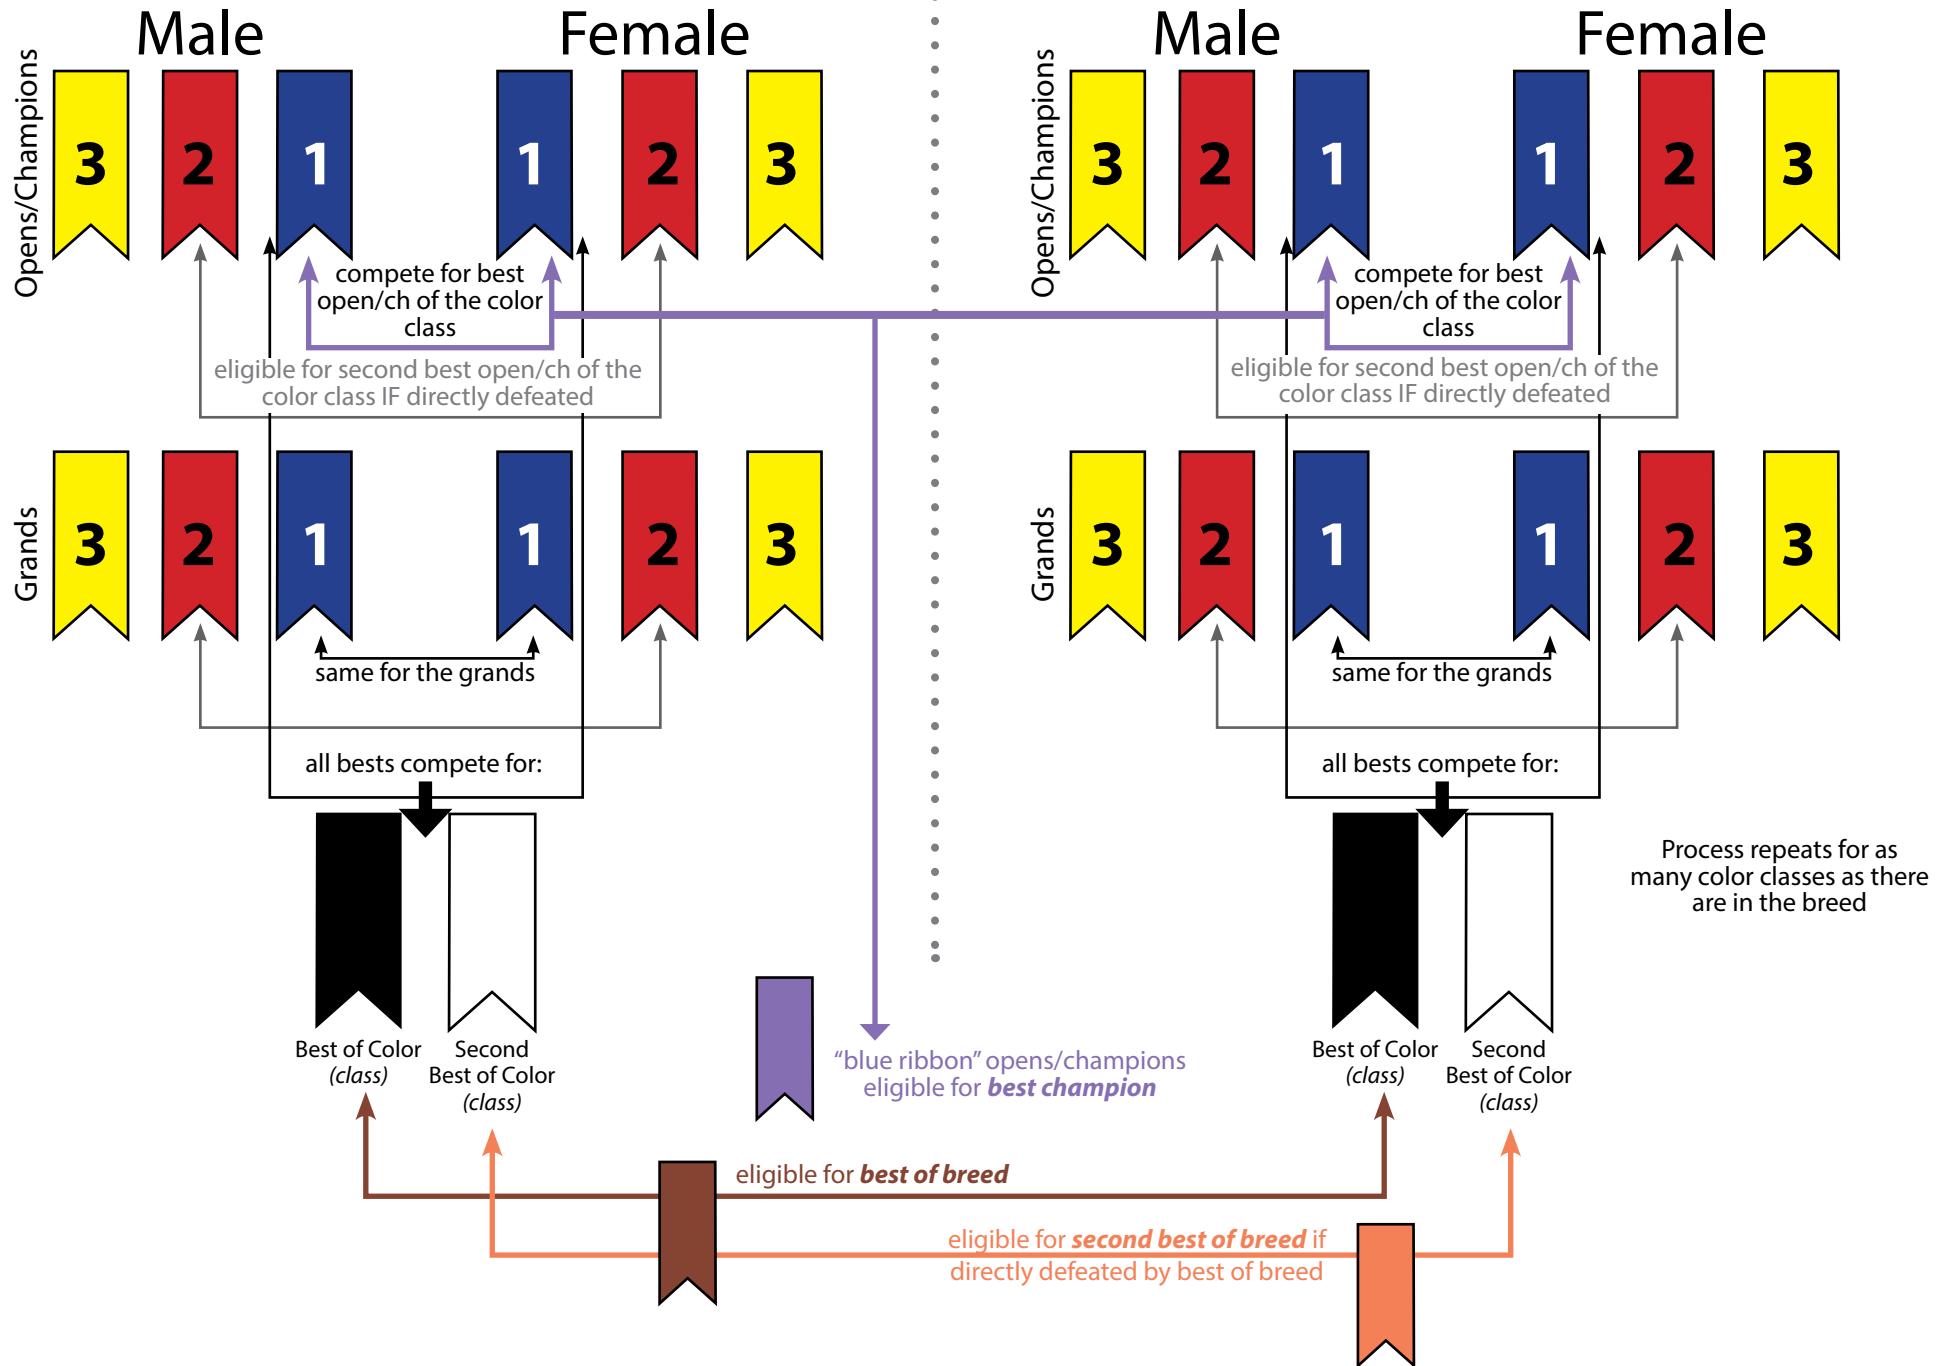 Male
Female
Male
Female
Opens/Champions
3
2
1
1
2
3
Opens/Champions
3
2
1
1
2
3
compete for best
open/ch of the color
class
eligible for second best open/ch of the
color class IF directly defeated
compete for best
open/ch of the color
class
eligible for second best open/ch of the
color class IF directly defeated
Grands
3
2
1
1
2
3
Grands
3
2
1
1
2
3
same for the grands
same for the grands
all bests compete for:
all bests compete for:
Process repeats for as
many color classes as there
are in the breed
Best of Color
(class)
Second
Best of Color
(class)
"blue ribbon" opens/champions
eligible for best champion
Best of Color
(class)
Second
Best of Color
(class)
eligible for best of breed
eligible for second best of breed if
directly defeated by best of breed